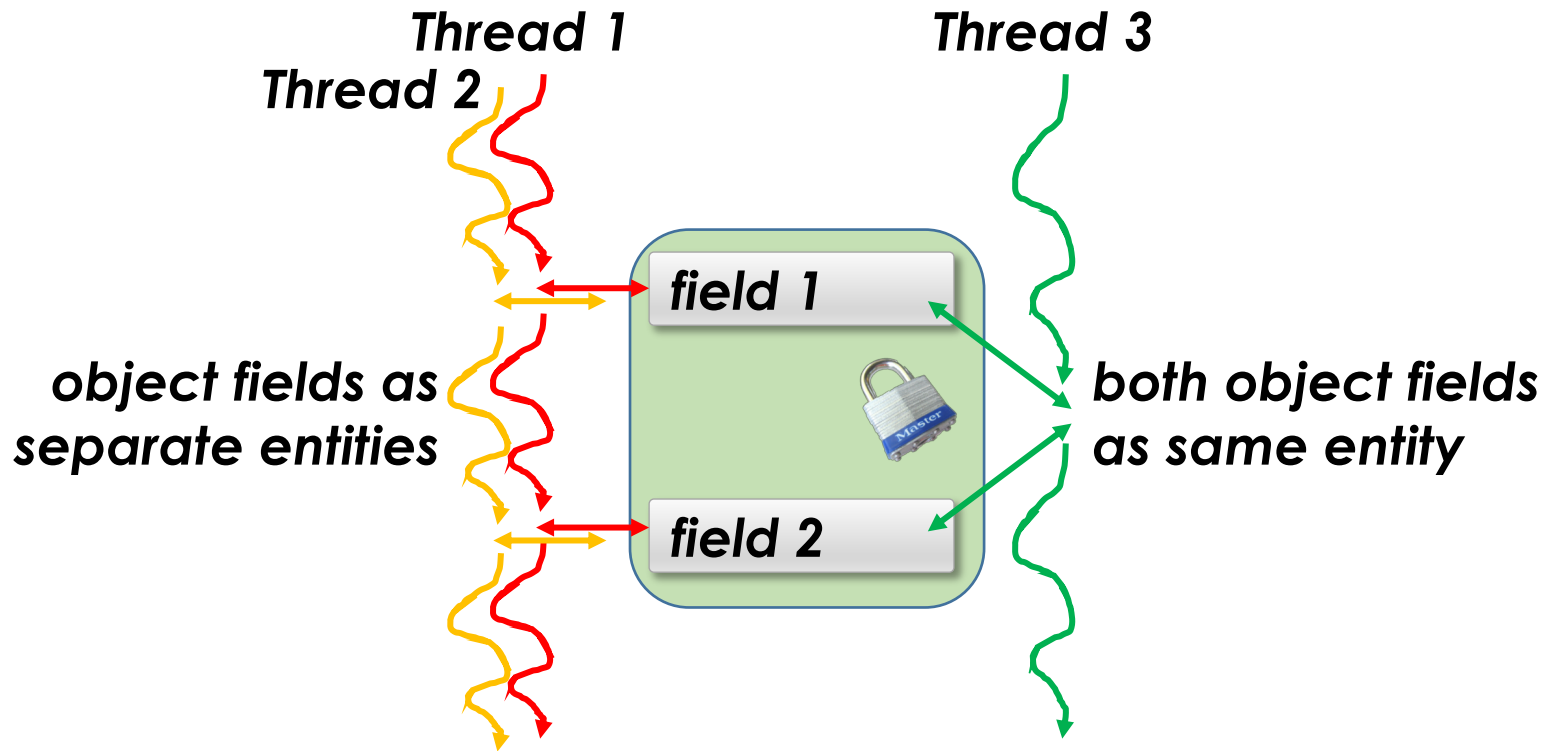 Thread 1
Thread 3
Thread 2
field 1
object fields as
separate entities
both object fields
as same entity
Master
field 2